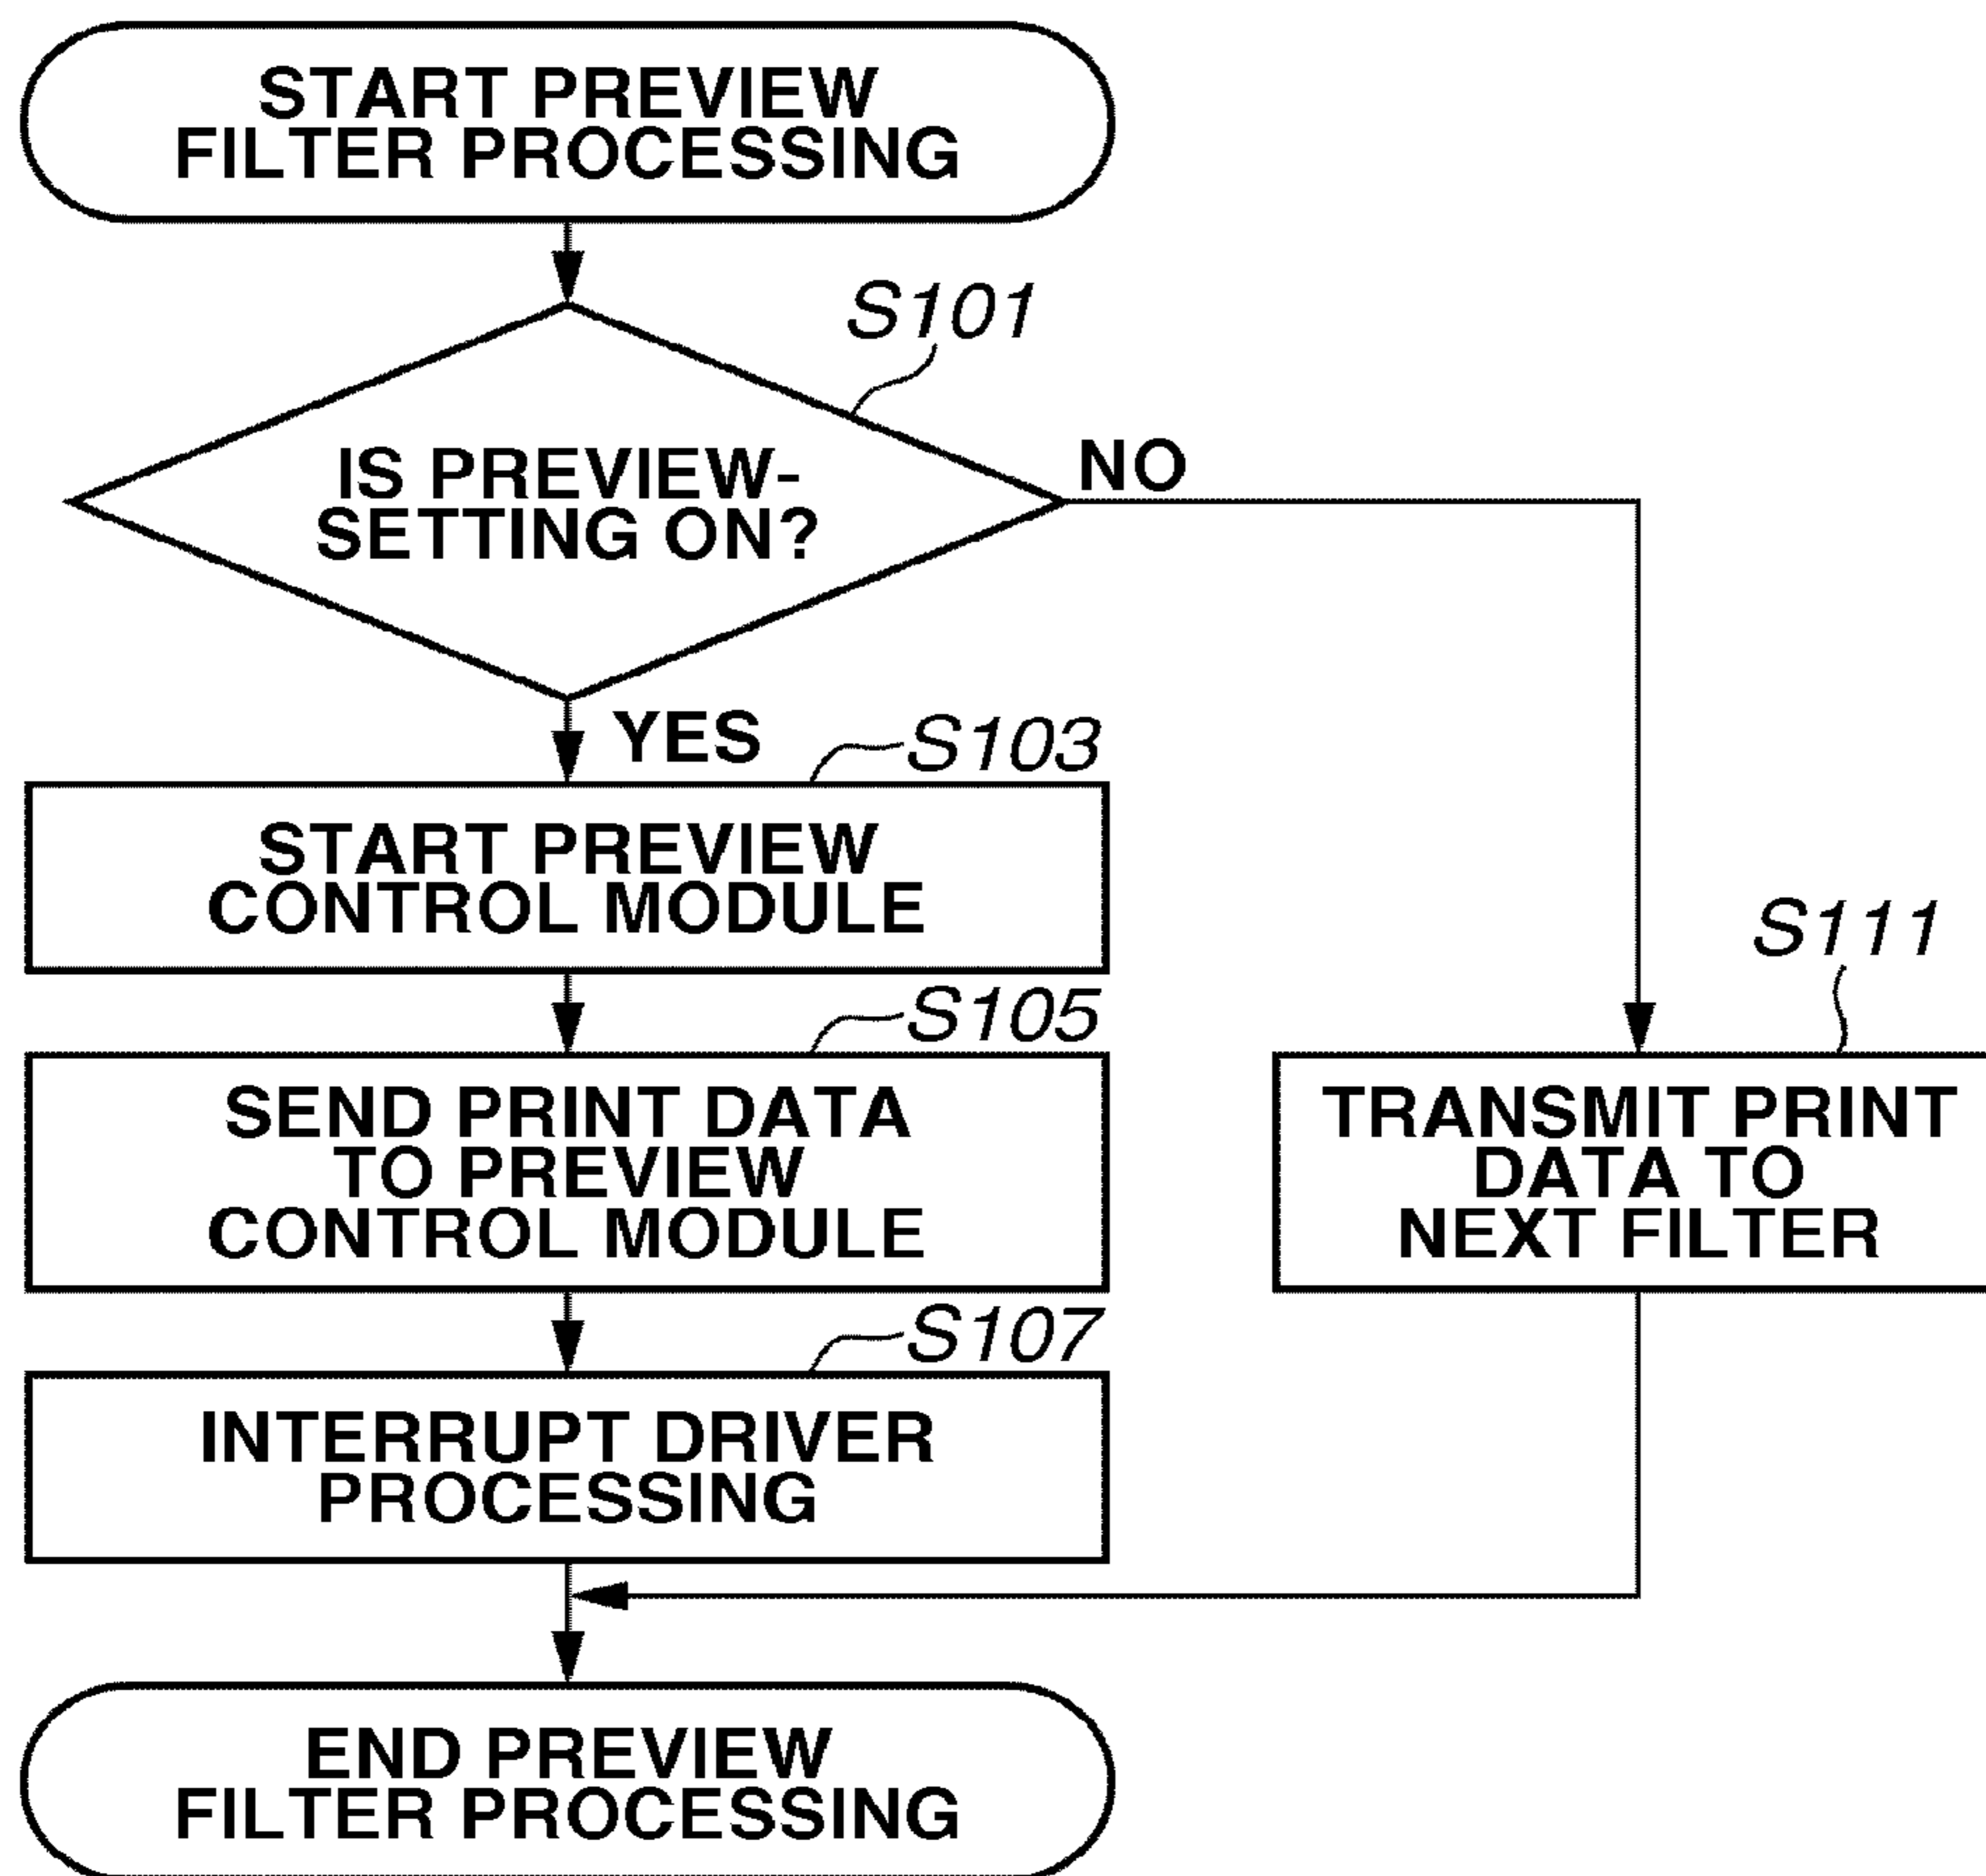 START PREVIEW
FILTER PROCESSING
S101
IS PREVIEW-
SETTING ON?
NO
YES
S103
START PREVIEW
CONTROL MODULE
S105
SEND PRINT DATA
TO PREVIEW
CONTROL MODULE
S111
TRANSMIT PRINT
DATA TO
NEXT FILTER
S107
INTERRUPT DRIVER
PROCESSING
END PREVIEW
FILTER PROCESSING